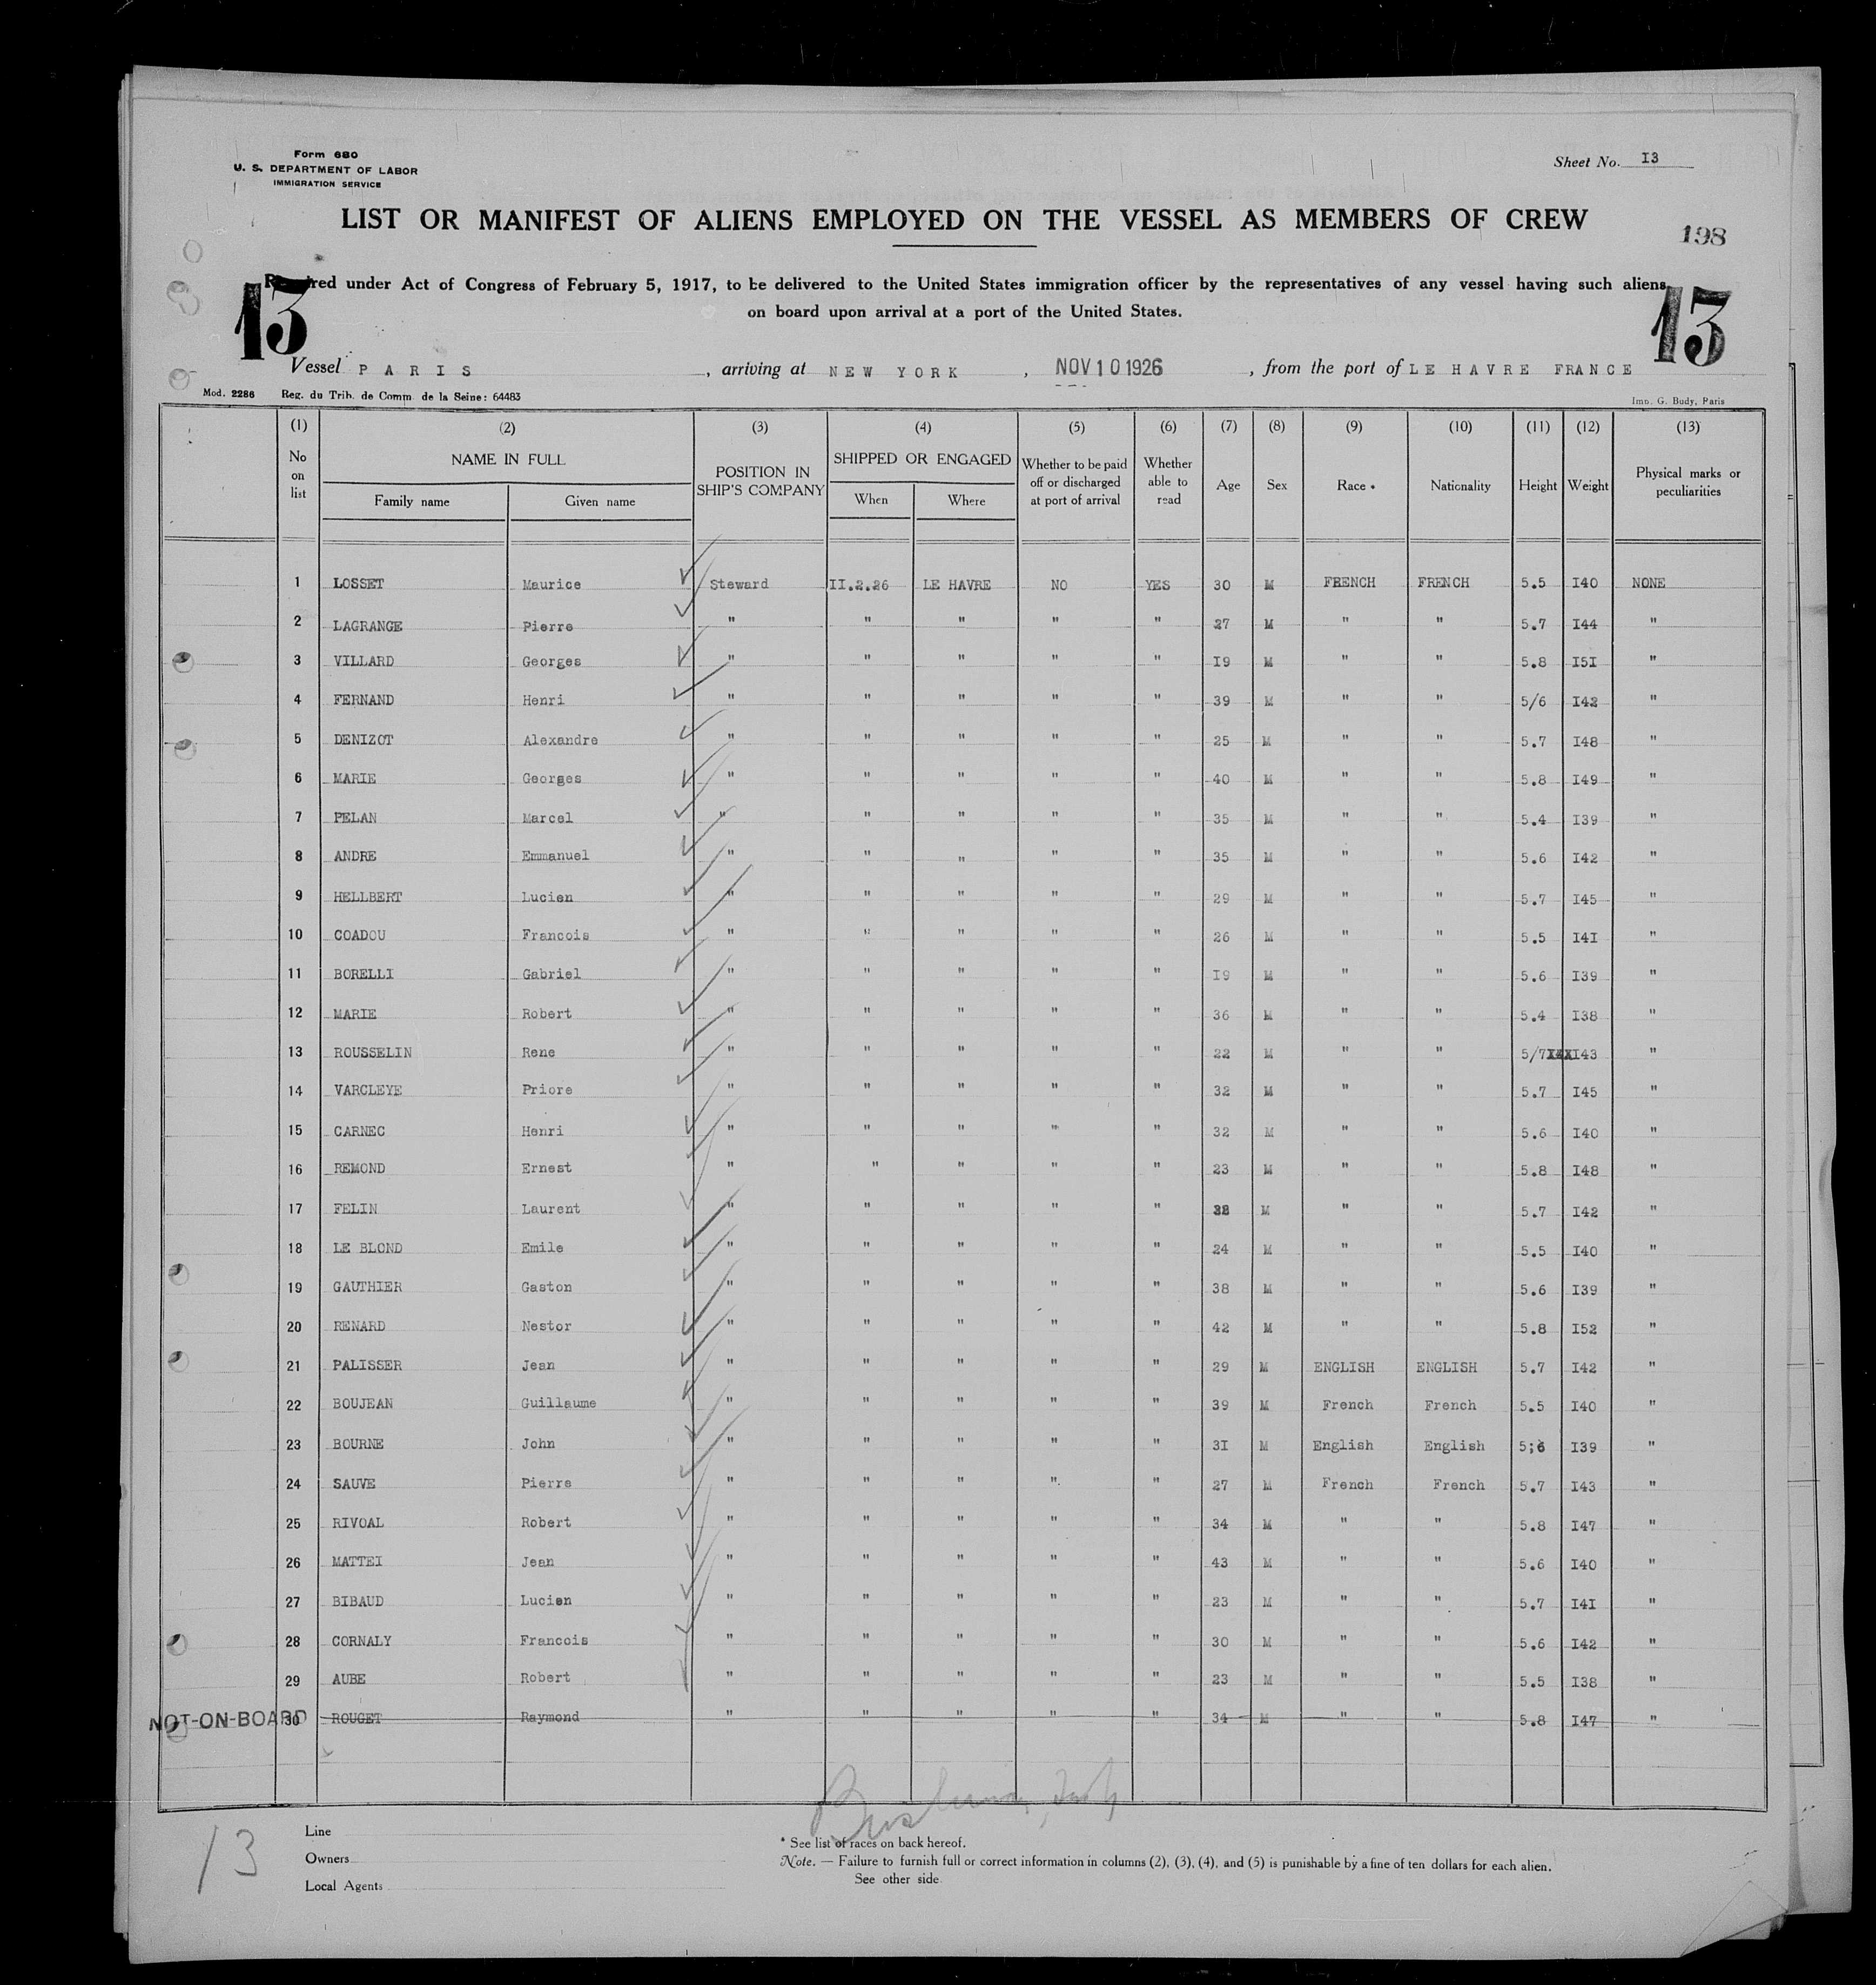 Form 680
U. S. DEPARTMENT OF LABOR
IMMIGRATION SERVICE
Sheet No. I3
LIST OR MANIFEST OF ALIENS EMPLOYED ON THE VESSEL AS MEMBERS OF CREW
198
red under Act of Congress of February 5, 1917, to be delivered to the United States immigration officer by the representatives of any vessel having such aliens
on board upon arrival at a port of the United States.
13
13
Vessel PARIS, arriving at NEW YORK, NOV 10 1926, from the port of LE HAVRE FRANCE
Mod. 2286 Reg. du Trib. de Comm. de la Seine: 64483
Imp. G. Budy, Paris
(1) (2) (3) (4) (5) (6) (7) (8) (9) (10) (11) (12) (13)
No on list NAME IN FULL Family name Given name POSITION IN SHIP'S COMPANY SHIPPED OR ENGAGED When Where Whether to be paid off or discharged at port of arrival Whether able to read Age Sex Race * Nationality Height Weight Physical marks or peculiarities
1 LOSSET Maurice Steward II.2.26 LE HAVRE NO YES 30 M FRENCH FRENCH 5.5 I40 NONE
2 LAGRANGE Pierre " " " " " 27 M " " 5.7 I44 "
3 VILLARD Georges " " " " " I9 M " " 5.8 I5I "
4 FERNAND Henri " " " " " 39 M " " 5/6 I42 "
5 DENIZOT Alexandre " " " " " 25 M " " 5.7 I48 "
6 MARIE Georges " " " " " 40 M " " 5.8 I49 "
7 PELAN Marcel " " " " " 35 M " " 5.4 I39 "
8 ANDRE Emmanuel " " " " " 35 M " " 5.6 I42 "
9 HELLBERT Lucien " " " " " 29 M " " 5.7 I45 "
10 COADOU Francois " " " " " 26 M " " 5.5 I4I "
11 BORELLI Gabriel " " " " " I9 M " " 5.6 I39 "
12 MARIE Robert " " " " " 36 M " " 5.4 I38 "
13 ROUSSELIN Rene " " " " " 22 M " " 5/7 I43 "
14 VARCLEYE Priore " " " " " 32 M " " 5.7 I45 "
15 CARNEC Henri " " " " " 32 M " " 5.6 I40 "
16 REMOND Ernest " " " " " 23 M " " 5.8 I48 "
17 FELIN Laurent " " " " " M " " 5.7 I42 "
18 LE BLOND Emile " " " " " 24 M " " 5.5 I40 "
19 GAUTHIER Gaston " " " " " 38 M " " 5.6 I39 "
20 RENARD Nestor " " " " " 42 M " " 5.8 I52 "
21 PALISSER Jean " " " " " 29 M ENGLISH ENGLISH 5.7 I42 "
22 BOUJEAN Guillaume " " " " " 39 M French French 5.5 I40 "
23 BOURNE John " " " " " 3I M English English 5;6 I39 "
24 SAUVE Pierre " " " " " 27 M French French 5.7 I43 "
25 RIVOAL Robert " " " " " 34 M " " 5.8 I47 "
26 MATTEI Jean " " " " " 43 M " " 5.6 I40 "
27 BIBAUD Lucien " " " " " 23 M " " 5.7 I4I "
28 CORNALY Francois " " " " " 30 M " " 5.6 I42 "
29 AUBE Robert " " " " " 23 M " " 5.5 I38 "
NOT-ON-BOARD 30 ROUGET Raymond " " " " " 34 M " " 5.8 I47 "
13
Line
Owners
Local Agents
* See list of races on back hereof.
Note. — Failure to furnish full or correct information in columns (2), (3), (4), and (5) is punishable by a fine of ten dollars for each alien.
See other side.